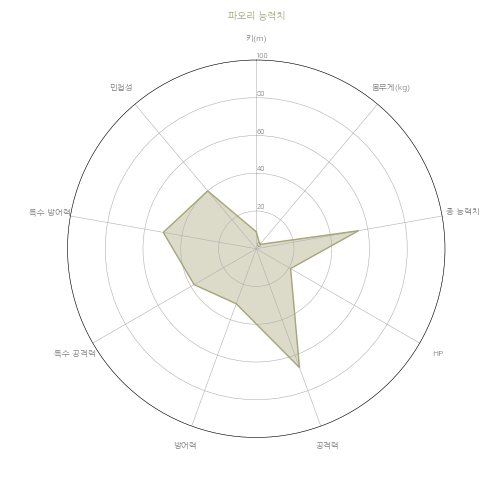 파오리 능력치
키(m)
100
80
민첩성
몸무게(kg)
60
40
20
특수 방어력
총 능력치
0
특수 공격력
HP
방어력
공격력